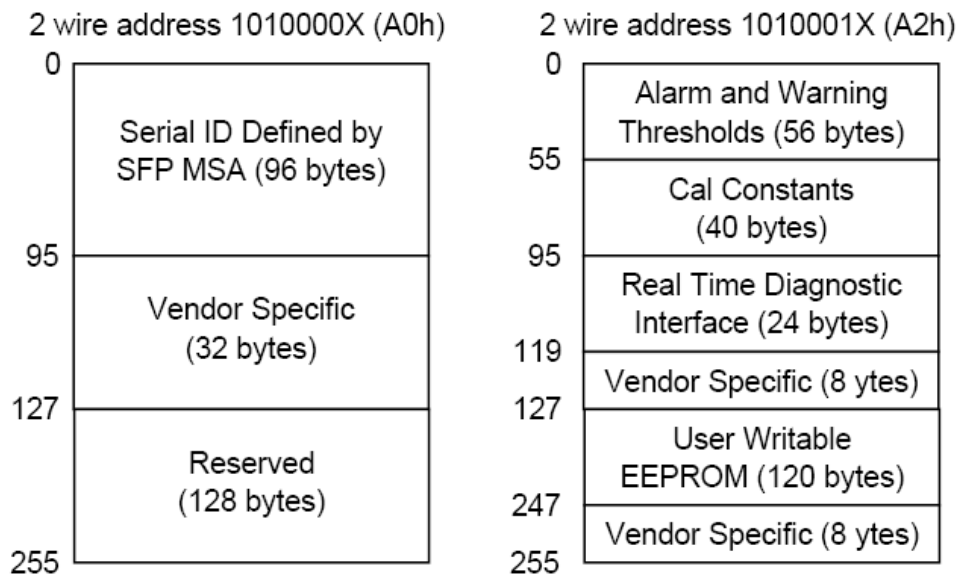 2 wire address 1010000X (A0h)
0
Serial ID Defined by
SFP MSA (96 bytes)
95
Vendor Specific
(32 bytes)
127
Reserved
(128 bytes)
255
2 wire address 1010001X (A2h)
0
Alarm and Warning
Thresholds (56 bytes)
55
Cal Constants
(40 bytes)
95
Real Time Diagnostic
Interface (24 bytes)
119
Vendor Specific (8 ytes)
127
User Writable
EEPROM (120 bytes)
247
Vendor Specific (8 ytes)
255